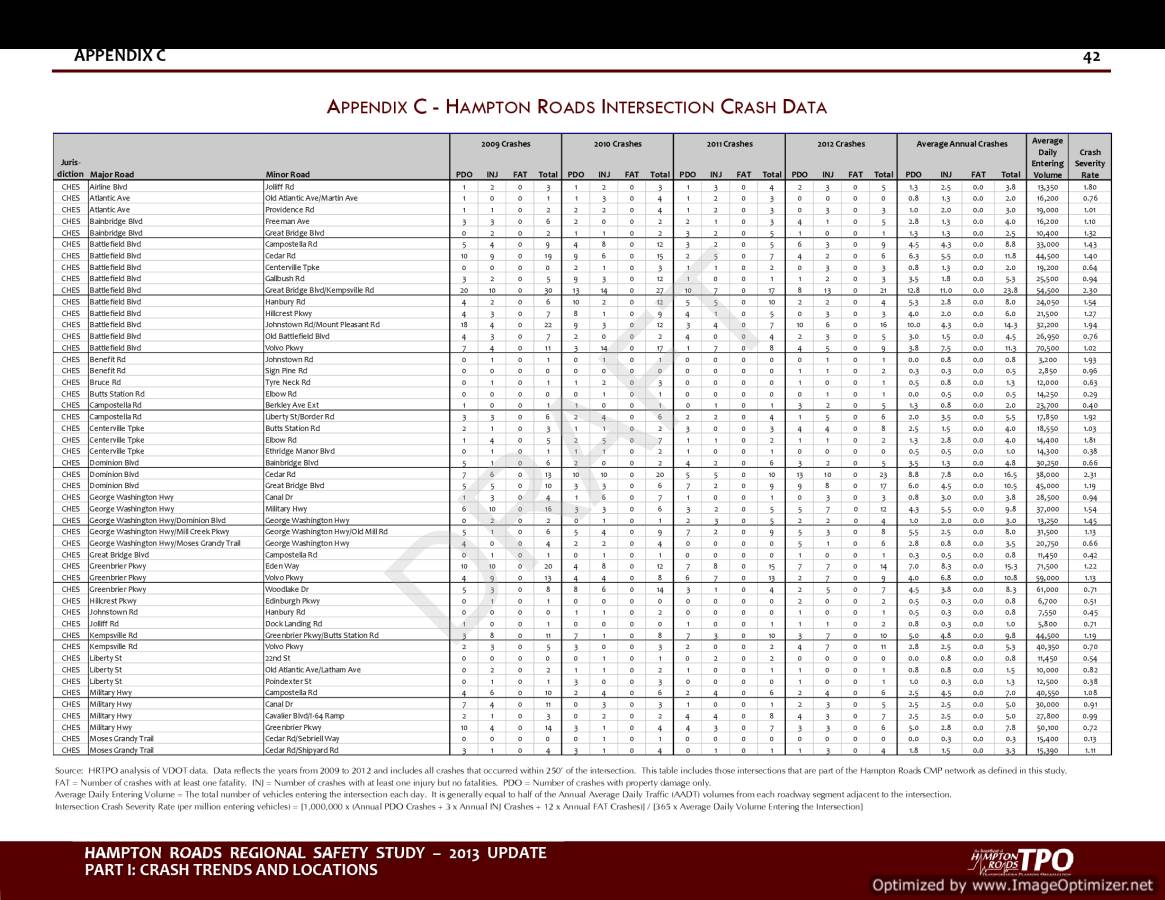 APPENDIX C 42
APPENDIX C - HAMPTON ROADS INTERSECTION CRASH DATA
2009 Crashes 2010 Crashes 2011 Crashes 2012 Crashes Average Annual Crashes Average Daily Entering Volume Crash Severity Rate
Juris-diction Major Road Minor Road PDO INJ FAT Total PDO INJ FAT Total PDO INJ FAT Total PDO INJ FAT Total PDO INJ FAT Total
CHES Airline Blvd Jolliff Rd 1 2 0 3 1 2 0 3 1 3 0 4 2 3 0 5 1.3 2.5 0.0 3.8 13,350 1.80
CHES Atlantic Ave Old Atlantic Ave/Martin Ave 1 0 0 1 1 3 0 4 1 2 0 3 0 0 0 0 0.8 1.3 0.0 2.0 16,200 0.76
CHES Atlantic Ave Providence Rd 1 1 0 2 2 2 0 4 1 2 0 3 0 3 0 3 1.0 2.0 0.0 3.0 19,000 1.01
CHES Bainbridge Blvd Freeman Ave 3 3 0 6 2 0 0 2 2 1 0 3 4 1 0 5 2.8 1.3 0.0 4.0 16,200 1.10
CHES Bainbridge Blvd Great Bridge Blvd 0 2 0 2 1 1 0 2 3 2 0 5 1 0 0 1 1.3 1.3 0.0 2.5 10,400 1.32
CHES Battlefield Blvd Campostella Rd 5 4 0 9 4 8 0 12 3 2 0 5 6 3 0 9 4.5 4.3 0.0 8.8 33,000 1.43
CHES Battlefield Blvd Cedar Rd 10 9 0 19 9 6 0 15 2 5 0 7 4 2 0 6 6.3 5.5 0.0 11.8 44,500 1.40
CHES Battlefield Blvd Centerville Tpke 0 0 0 0 2 1 0 3 1 1 0 2 0 3 0 3 0.8 1.3 0.0 2.0 19,200 0.64
CHES Battlefield Blvd Gallbush Rd 3 2 0 5 9 3 0 12 1 0 0 1 1 2 0 3 3.5 1.8 0.0 5.3 25,500 0.94
CHES Battlefield Blvd Great Bridge Blvd/Kempsville Rd 20 10 0 30 13 14 0 27 10 7 0 17 8 13 0 21 12.8 11.0 0.0 23.8 54,500 2.30
CHES Battlefield Blvd Hanbury Rd 4 2 0 6 10 2 0 12 5 5 0 10 2 2 0 4 5.3 2.8 0.0 8.0 24,050 1.54
CHES Battlefield Blvd Hillcrest Pkwy 4 3 0 7 8 1 0 9 4 1 0 5 0 3 0 3 4.0 2.0 0.0 6.0 21,500 1.27
CHES Battlefield Blvd Johnstown Rd/Mount Pleasant Rd 18 4 0 22 9 3 0 12 3 4 0 7 10 6 0 16 10.0 4.3 0.0 14.3 32,200 1.94
CHES Battlefield Blvd Old Battlefield Blvd 4 3 0 7 2 0 0 2 4 0 0 4 2 3 0 5 3.0 1.5 0.0 4.5 26,950 0.76
CHES Battlefield Blvd Volvo Pkwy 7 4 0 11 3 14 0 17 1 7 0 8 4 5 0 9 3.8 7.5 0.0 11.3 70,500 1.02
CHES Benefit Rd Johnstown Rd 0 1 0 1 0 1 0 1 0 1 0 1 0 0 0 0 0.0 0.8 0.0 0.8 3,200 1.93
CHES Benefit Rd Sign Pine Rd 0 0 0 0 0 0 0 0 0 0 0 0 1 1 0 2 0.3 0.3 0.0 0.5 2,850 0.96
CHES Bruce Rd Tyre Neck Rd 0 1 0 1 1 2 0 3 0 0 0 0 1 0 0 1 0.5 0.8 0.0 1.3 12,000 0.63
CHES Butts Station Rd Elbow Rd 0 0 0 0 0 1 0 1 0 0 0 0 0 1 0 1 0.0 0.5 0.0 0.5 14,250 0.29
CHES Campostella Rd Berkley Ave Ext 1 0 0 1 1 0 0 1 0 1 0 1 3 2 0 5 1.3 0.8 0.0 2.0 23,700 0.40
CHES Campostella Rd Liberty St/Border Rd 3 3 0 6 2 4 0 6 2 2 0 4 1 5 0 6 2.0 3.5 0.0 5.5 17,850 1.92
CHES Centerville Tpke Butts Station Rd 2 1 0 3 1 1 0 2 3 0 0 3 4 4 0 8 2.5 1.5 0.0 4.0 18,550 1.03
CHES Centerville Tpke Elbow Rd 1 4 0 5 2 5 0 7 1 1 0 2 1 1 0 2 1.3 2.8 0.0 4.0 14,400 1.81
CHES Centerville Tpke Ethridge Manor Blvd 0 1 0 1 1 1 0 2 1 0 0 1 0 0 0 0 0.5 0.5 0.0 1.0 14,300 0.38
CHES Dominion Blvd Bainbridge Blvd 5 1 0 6 2 0 0 2 4 2 0 6 3 2 0 5 3.5 1.3 0.0 4.8 30,250 0.66
CHES Dominion Blvd Cedar Rd 7 6 0 13 10 10 0 20 5 5 0 10 13 10 0 23 8.8 7.8 0.0 16.5 38,000 2.31
CHES Dominion Blvd Great Bridge Blvd 5 5 0 10 3 3 0 6 7 2 0 9 9 8 0 17 6.0 4.5 0.0 10.5 45,000 1.19
CHES George Washington Hwy Canal Dr 1 3 0 4 1 6 0 7 1 0 0 1 0 3 0 3 0.8 3.0 0.0 3.8 28,500 0.94
CHES George Washington Hwy Military Hwy 6 10 0 16 3 3 0 6 3 2 0 5 5 7 0 12 4.3 5.5 0.0 9.8 37,000 1.54
CHES George Washington Hwy/Dominion Blvd George Washington Hwy 0 2 0 2 0 1 0 1 2 3 0 5 2 2 0 4 1.0 2.0 0.0 3.0 13,250 1.45
CHES George Washington Hwy/Mill Creek Pkwy George Washington Hwy/Old Mill Rd 5 1 0 6 5 4 0 9 7 2 0 9 5 3 0 8 5.5 2.5 0.0 8.0 31,500 1.13
CHES George Washington Hwy/Moses Grandy Trail George Washington Hwy 4 0 0 4 2 2 0 4 0 0 0 0 5 1 0 6 2.8 0.8 0.0 3.5 20,750 0.66
CHES Great Bridge Blvd Campostella Rd 0 1 0 1 0 1 0 1 0 0 0 0 1 0 0 1 0.3 0.5 0.0 0.8 11,450 0.42
CHES Greenbrier Pkwy Eden Way 10 10 0 20 4 8 0 12 7 8 0 15 7 7 0 14 7.0 8.3 0.0 15.3 71,500 1.22
CHES Greenbrier Pkwy Volvo Pkwy 4 9 0 13 4 4 0 8 6 7 0 13 2 7 0 9 4.0 6.8 0.0 10.8 59,000 1.13
CHES Greenbrier Pkwy Woodlake Dr 5 3 0 8 8 6 0 14 3 1 0 4 2 5 0 7 4.5 3.8 0.0 8.3 61,000 0.71
CHES Hillcrest Pkwy Edinburgh Pkwy 0 1 0 1 0 0 0 0 0 0 0 0 2 0 0 2 0.5 0.3 0.0 0.8 6,700 0.51
CHES Johnstown Rd Hanbury Rd 0 0 0 0 1 1 0 2 0 0 0 0 1 0 0 1 0.5 0.3 0.0 0.8 7,550 0.45
CHES Jolliff Rd Dock Landing Rd 1 0 0 1 0 0 0 0 1 0 0 1 1 1 0 2 0.8 0.3 0.0 1.0 5,800 0.71
CHES Kempsville Rd Greenbrier Pkwy/Butts Station Rd 3 8 0 11 7 1 0 8 7 3 0 10 3 7 0 10 5.0 4.8 0.0 9.8 44,500 1.19
CHES Kempsville Rd Volvo Pkwy 2 3 0 5 3 0 0 3 2 0 0 2 4 7 0 11 2.8 2.5 0.0 5.3 40,350 0.70
CHES Liberty St 22nd St 0 0 0 0 0 1 0 1 0 2 0 2 0 0 0 0 0.0 0.8 0.0 0.8 11,450 0.54
CHES Liberty St Old Atlantic Ave/Latham Ave 0 2 0 2 1 1 0 2 1 0 0 1 1 0 0 1 0.8 0.8 0.0 1.5 10,000 0.82
CHES Liberty St Poindexter St 0 1 0 1 3 0 0 3 0 0 0 0 1 0 0 1 1.0 0.3 0.0 1.3 12,500 0.38
CHES Military Hwy Campostella Rd 4 6 0 10 2 4 0 6 2 4 0 6 2 4 0 6 2.5 4.5 0.0 7.0 40,550 1.08
CHES Military Hwy Canal Dr 7 4 0 11 0 3 0 3 1 1 0 2 2 2 0 4 2.5 2.5 0.0 5.0 30,000 0.91
CHES Military Hwy Cavalier Blvd/I-64 Ramp 2 1 0 3 0 2 0 2 4 4 0 8 4 3 0 7 2.5 2.5 0.0 5.0 27,800 0.99
CHES Military Hwy Greenbrier Pkwy 10 4 0 14 3 1 0 4 4 3 0 7 3 3 0 6 5.0 2.8 0.0 7.8 50,100 0.72
CHES Moses Grandy Trail Cedar Rd/Sebriell Way 0 0 0 0 0 1 0 1 0 0 0 0 0 0 0 0 0.0 0.3 0.0 0.3 15,400 0.13
CHES Moses Grandy Trail Cedar Rd/Shipyard Rd 3 1 0 4 3 1 0 4 0 1 0 1 1 3 0 4 1.8 1.5 0.0 3.3 15,390 1.11
DRAFT
Source: HRTPO analysis of VDOT data. Data reflects the years from 2009 to 2012 and includes all crashes that occurred within 250' of the intersection. This table includes those intersections that are part of the Hampton Roads CMP network as defined in this study.
FAT = Number of crashes with at least one fatality. INJ = Number of crashes with at least one injury but no fatalities. PDO = Number of crashes with property damage only.
Average Daily Entering Volume = The total number of vehicles entering the intersection each day. It is generally equal to half of the Annual Average Daily Traffic (AADT) volumes from each roadway segment adjacent to the intersection.
Intersection Crash Severity Rate (per million entering vehicles) = [1,000,000 x (Annual PDO Crashes + 3 x Annual INJ Crashes + 12 x Annual FAT Crashes)] / [365 x Average Daily Volume Entering the Intersection]
HAMPTON ROADS REGIONAL SAFETY STUDY – 2013 UPDATE
PART I: CRASH TRENDS AND LOCATIONS
HAMPTON ROADS TPO
Optimized by www.ImageOptimizer.net